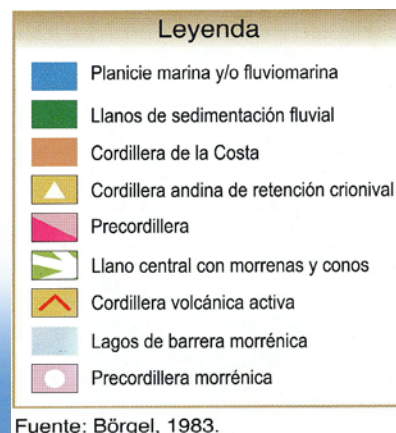 Leyenda
Planicie marina y/o fluviomarina
Llanos de sedimentación fluvial
Cordillera de la Costa
Cordillera andina de retención crionival
Precordillera
Llano central con morrenas y conos
Cordillera volcánica activa
Lagos de barrera morrénica
Precordillera morrénica
Fuente: Börgel, 1983.